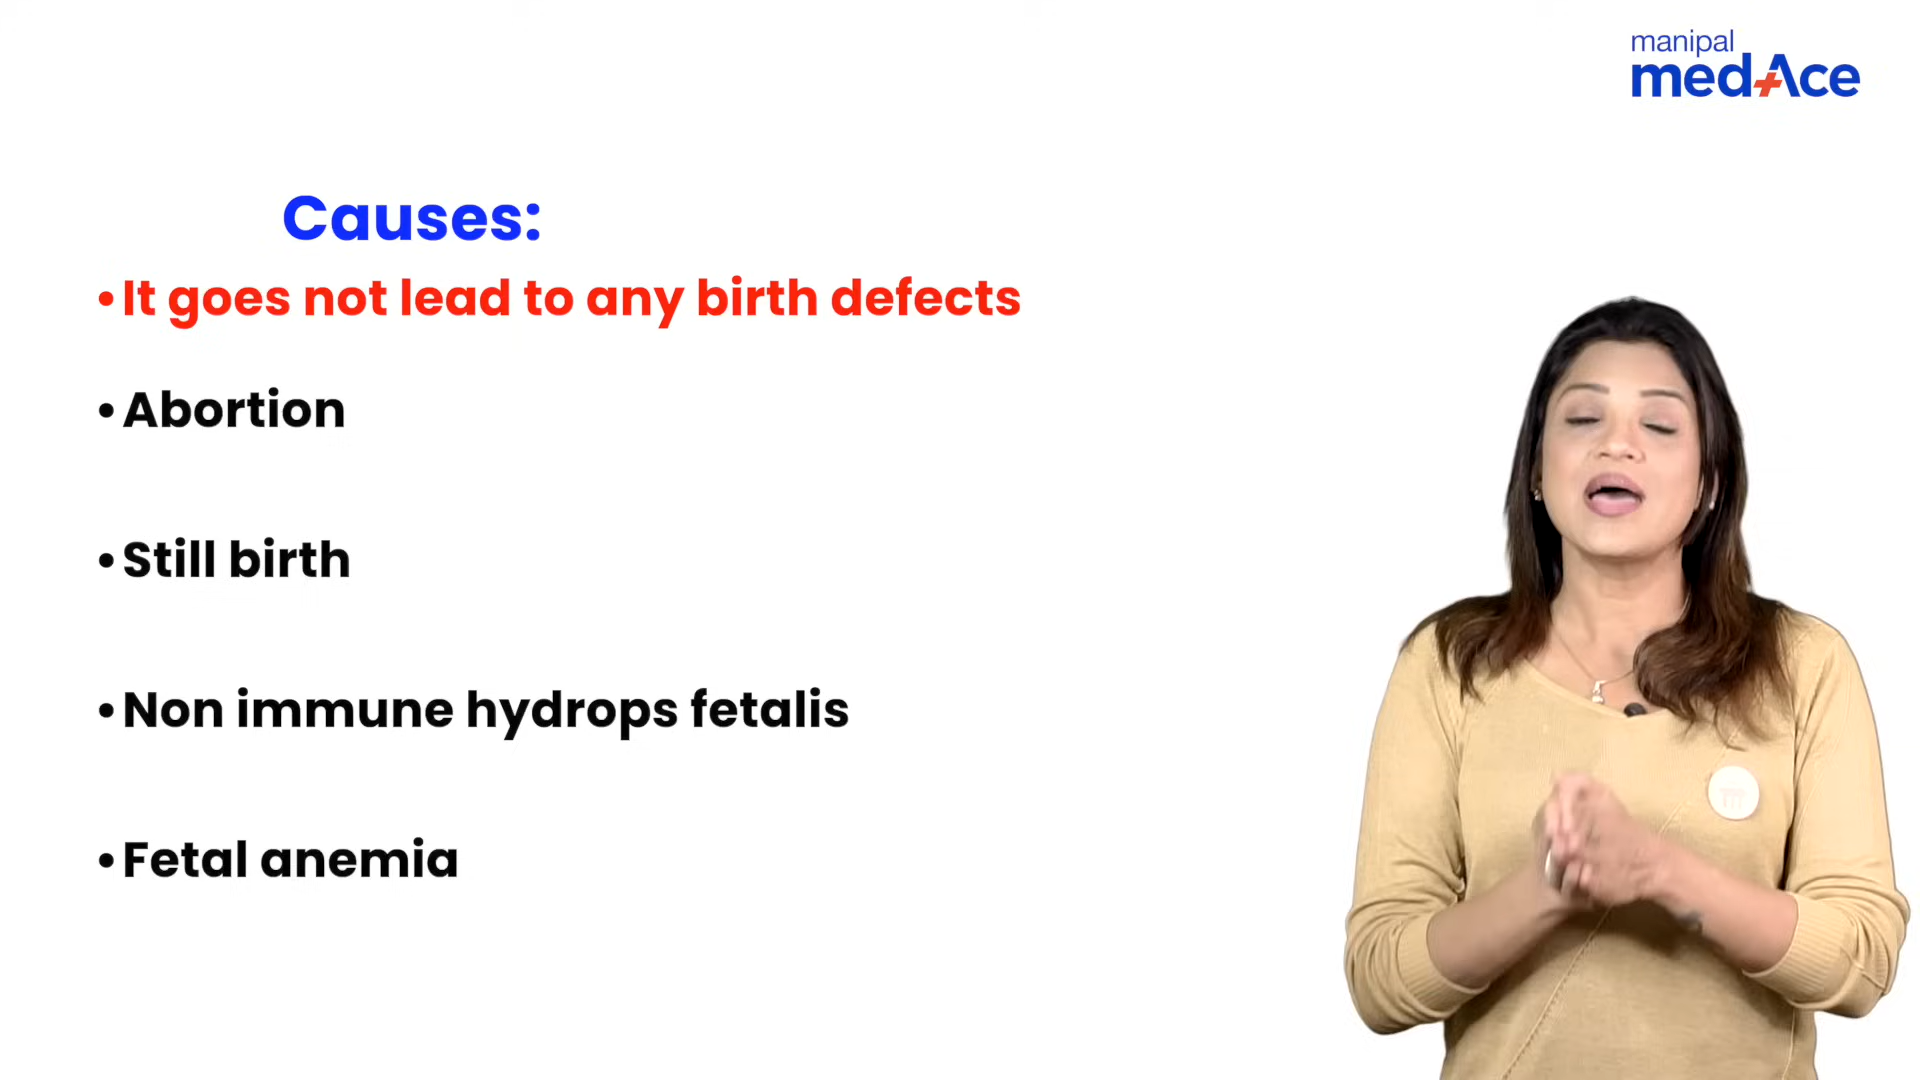 manipal
medAce
Causes:
• It goes not lead to any birth defects
• Abortion
• Still birth
• Non immune hydrops fetalis
• Fetal anemia